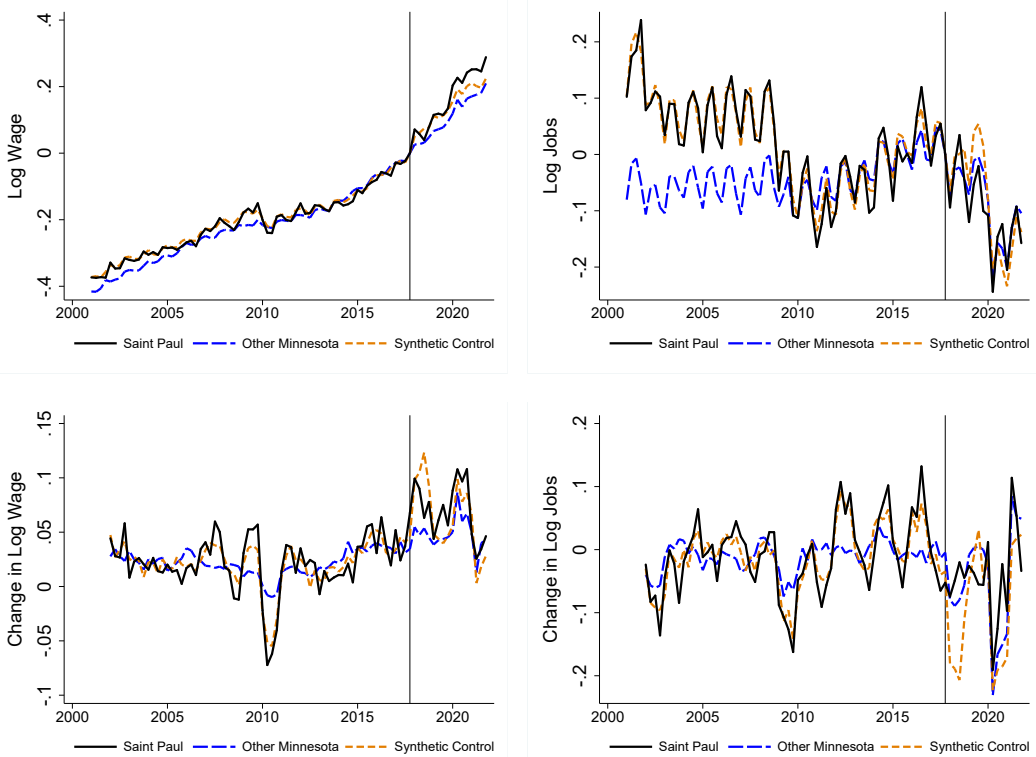 Log Wage
.4
.2
0
-.2
-.4
2000 2005 2010 2015 2020
Saint Paul Other Minnesota Synthetic Control
Log Jobs
.2
.1
0
-.1
-.2
2000 2005 2010 2015 2020
Saint Paul Other Minnesota Synthetic Control
Change in Log Wage
.15
.1
.05
0
-.05
-.1
2000 2005 2010 2015 2020
Saint Paul Other Minnesota Synthetic Control
Change in Log Jobs
.2
.1
0
-.1
-.2
2000 2005 2010 2015 2020
Saint Paul Other Minnesota Synthetic Control